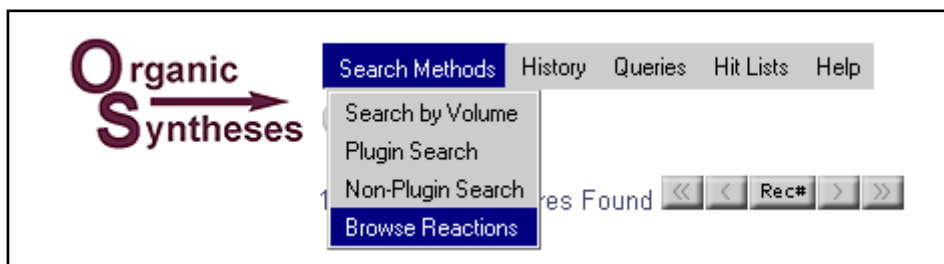 Organic
Syntheses
Search Methods History Queries Hit Lists Help
Search by Volume
Plugin Search
Non-Plugin Search
res Found << < Rec# > >>
Browse Reactions